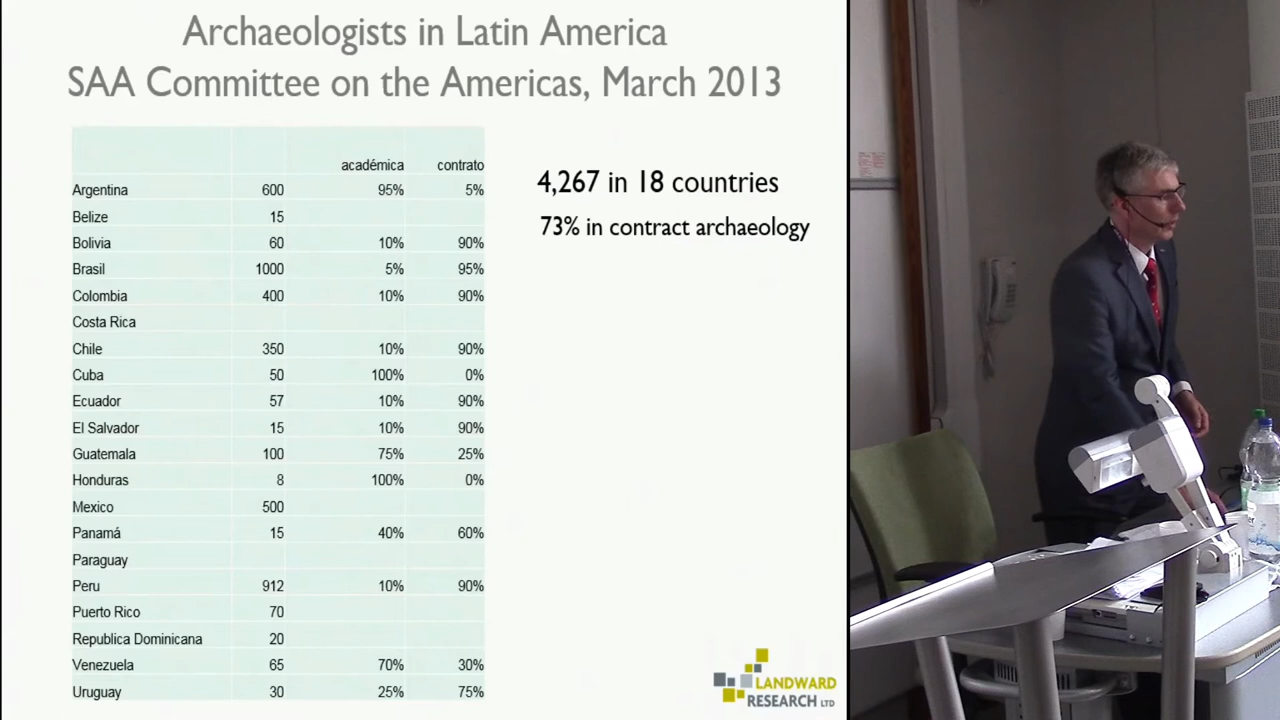 Archaeologists in Latin America
SAA Committee on the Americas, March 2013
académica contrato
Argentina 600 95% 5%
Belize 15
Bolivia 60 10% 90%
Brasil 1000 5% 95%
Colombia 400 10% 90%
Costa Rica
Chile 350 10% 90%
Cuba 50 100% 0%
Ecuador 57 10% 90%
El Salvador 15 10% 90%
Guatemala 100 75% 25%
Honduras 8 100% 0%
Mexico 500
Panamá 15 40% 60%
Paraguay
Peru 912 10% 90%
Puerto Rico 70
Republica Dominicana 20
Venezuela 65 70% 30%
Uruguay 30 25% 75%
4,267 in 18 countries
73% in contract archaeology
LANDWARD
RESEARCH LTD